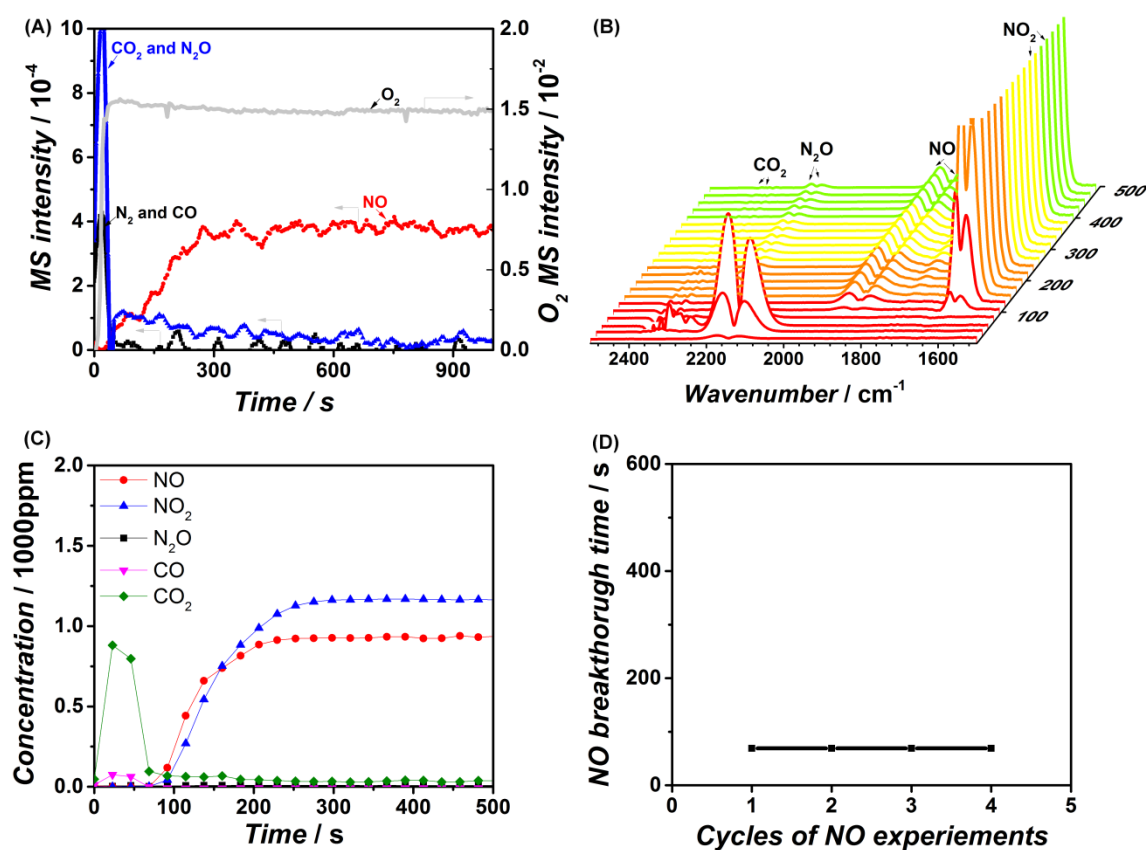 (A)
10
8
6
4
2
0
MS intensity / 10-4
2.0
1.5
1.0
0.5
0.0
O2 MS intensity / 10-2
CO2 and N2O
O2
N2 and CO
NO
0 300 600 900
Time / s
(B)
NO2
NO
N2O
CO2
500
400
300
200
100
2400 2200 2000 1800 1600
Wavenumber / cm-1
(C)
2.0
1.5
1.0
0.5
0.0
Concentration / 1000ppm
NO
NO2
N2O
CO
CO2
0 100 200 300 400 500
Time / s
(D)
600
400
200
0
NO breakthorugh time / s
0 1 2 3 4 5
Cycles of NO experiements